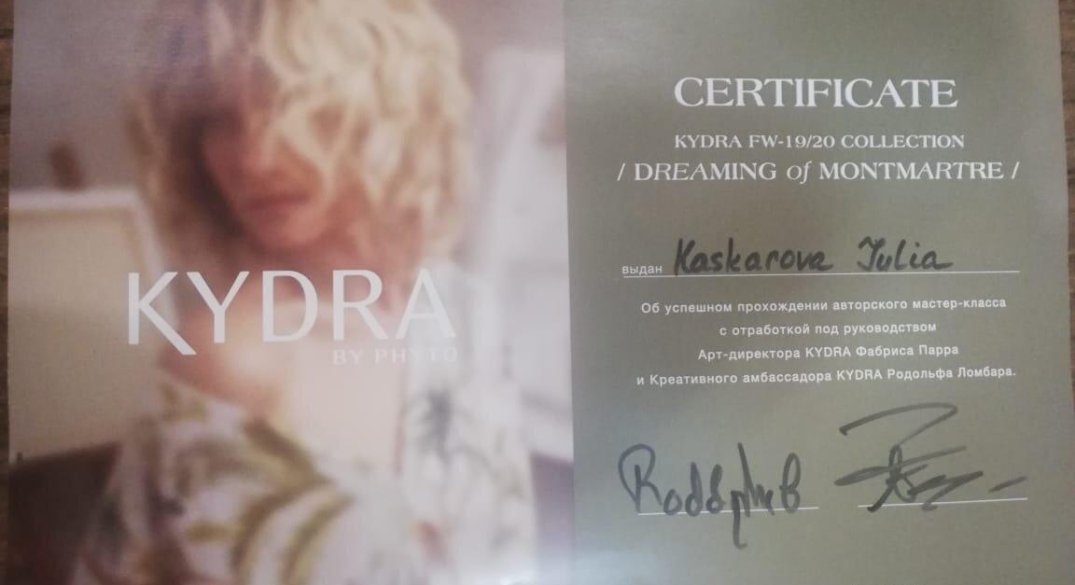 KYDRA
BY PHYTO
CERTIFICATE
KYDRA FW-19/20 COLLECTION
/ DREAMING of MONTMARTRE /
выдан Kaskarova Julia
Об успешном прохождении авторского мастер-класса
с отработкой под руководством
Арт-директора KYDRA Фабриса Парра
и Креативного амбассадора KYDRA Родольфа Ломбара.